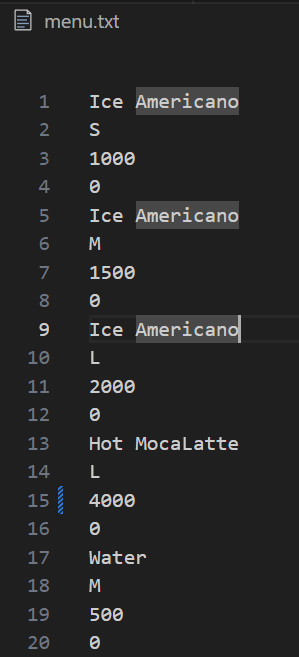 menu.txt
1 Ice Americano
2 S
3 1000
4 0
5 Ice Americano
6 M
7 1500
8 0
9 Ice Americano
10 L
11 2000
12 0
13 Hot MocaLatte
14 L
15 4000
16 0
17 Water
18 M
19 500
20 0